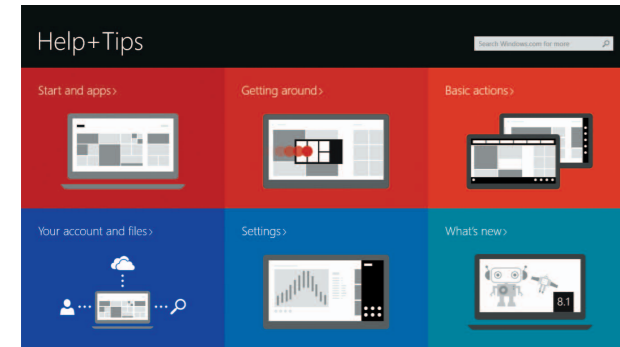 Help+Tips
Search Windows.com for more
Start and apps>
Getting around>
Basic actions>
Your account and files>
Settings>
What's new>
8.1